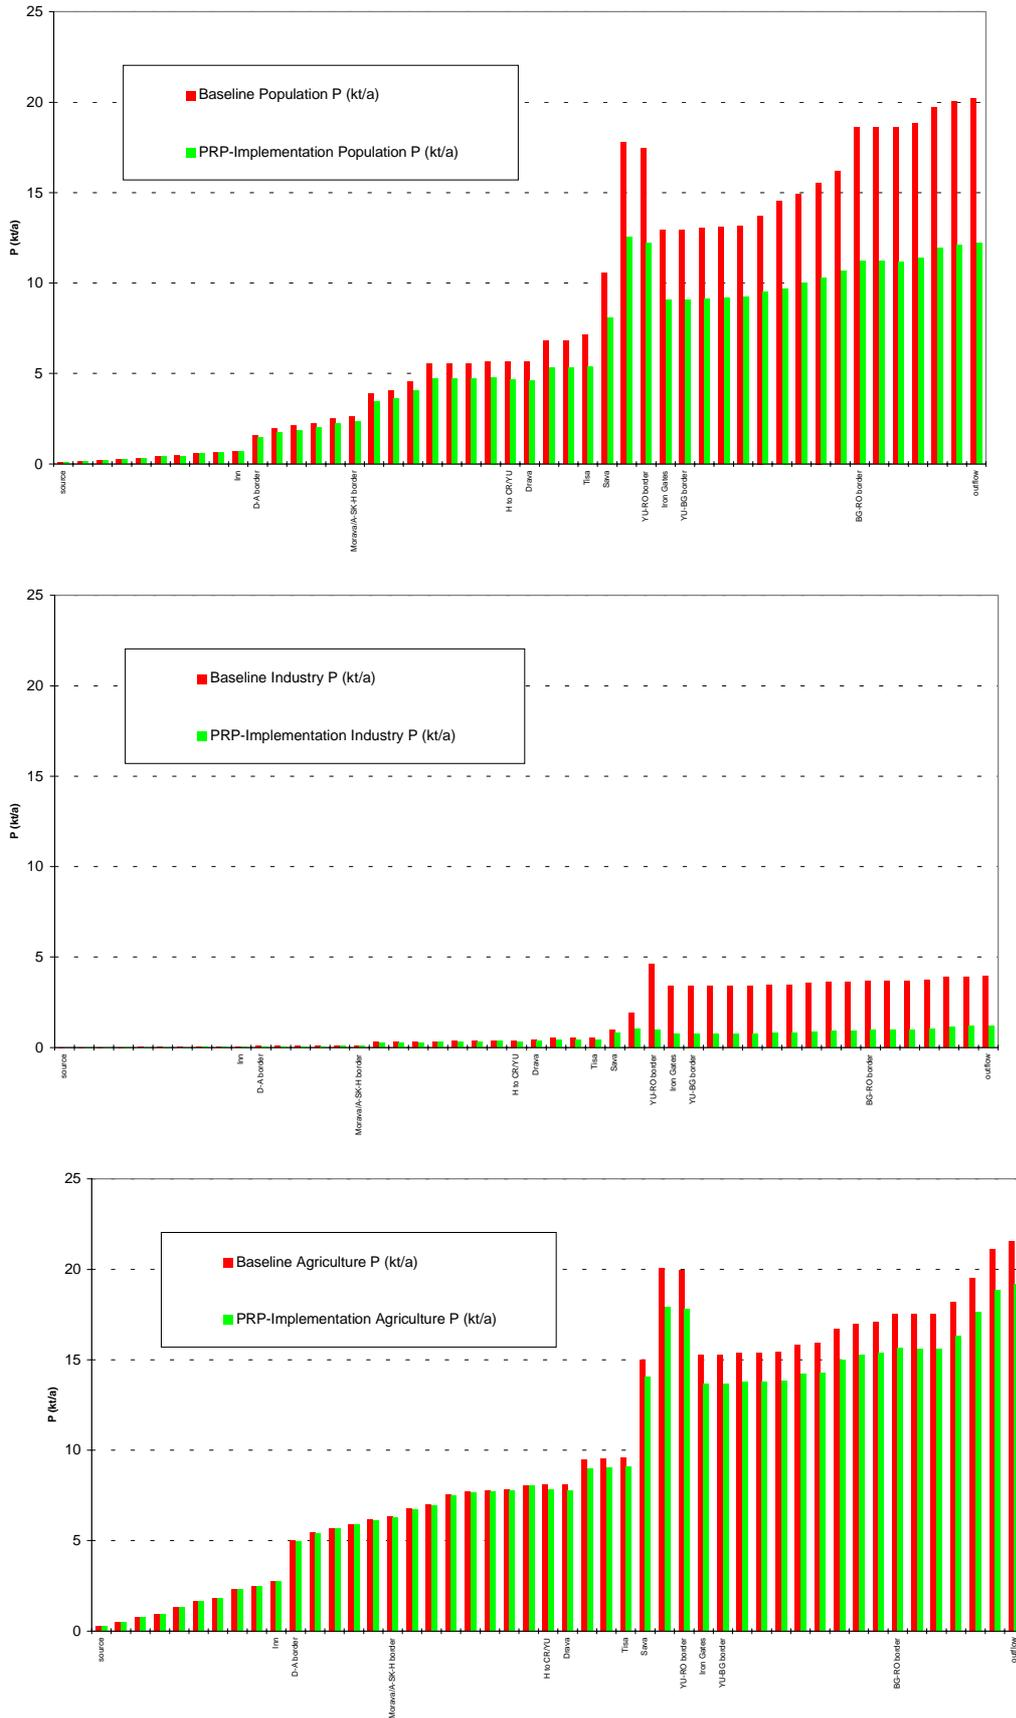 25
20
15
10
5
0
P (kt/a)
Baseline Population P (kt/a)
PRP-Implementation Population P (kt/a)
source
Inn
D-A border
Morava/A-SK-H border
H to CR/YU
Drava
Tisa
Sava
YU-RO border
Iron Gates
YU-BG border
BG-RO border
outflow
25
20
15
10
5
0
P (kt/a)
Baseline Industry P (kt/a)
PRP-Implementation Industry P (kt/a)
source
Inn
D-A border
Morava/A-SK-H border
H to CR/YU
Drava
Tisa
Sava
YU-RO border
Iron Gates
YU-BG border
BG-RO border
outflow
25
20
15
10
5
0
P (kt/a)
Baseline Agriculture P (kt/a)
PRP-Implementation Agriculture P (kt/a)
source
Inn
D-A border
Morava/A-SK-H border
H to CR/YU
Drava
Tisa
Sava
YU-RO border
Iron Gates
YU-BG border
BG-RO border
outflow